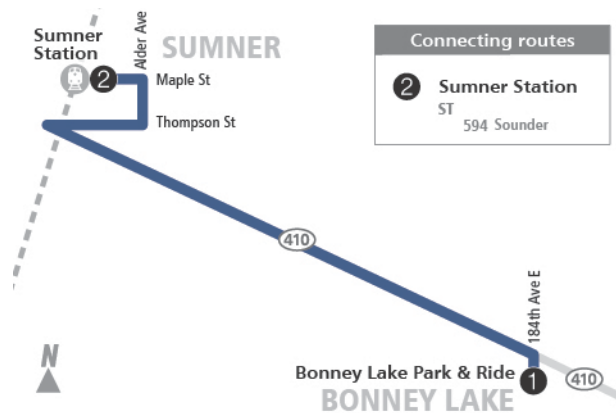 Sumner
Station
2
Alder Ave
SUMNER
Maple St
Thompson St
Connecting routes
2 Sumner Station
ST
594 Sounder
410
184th Ave E
Bonney Lake Park & Ride
1
410
BONNEY LAKE
N